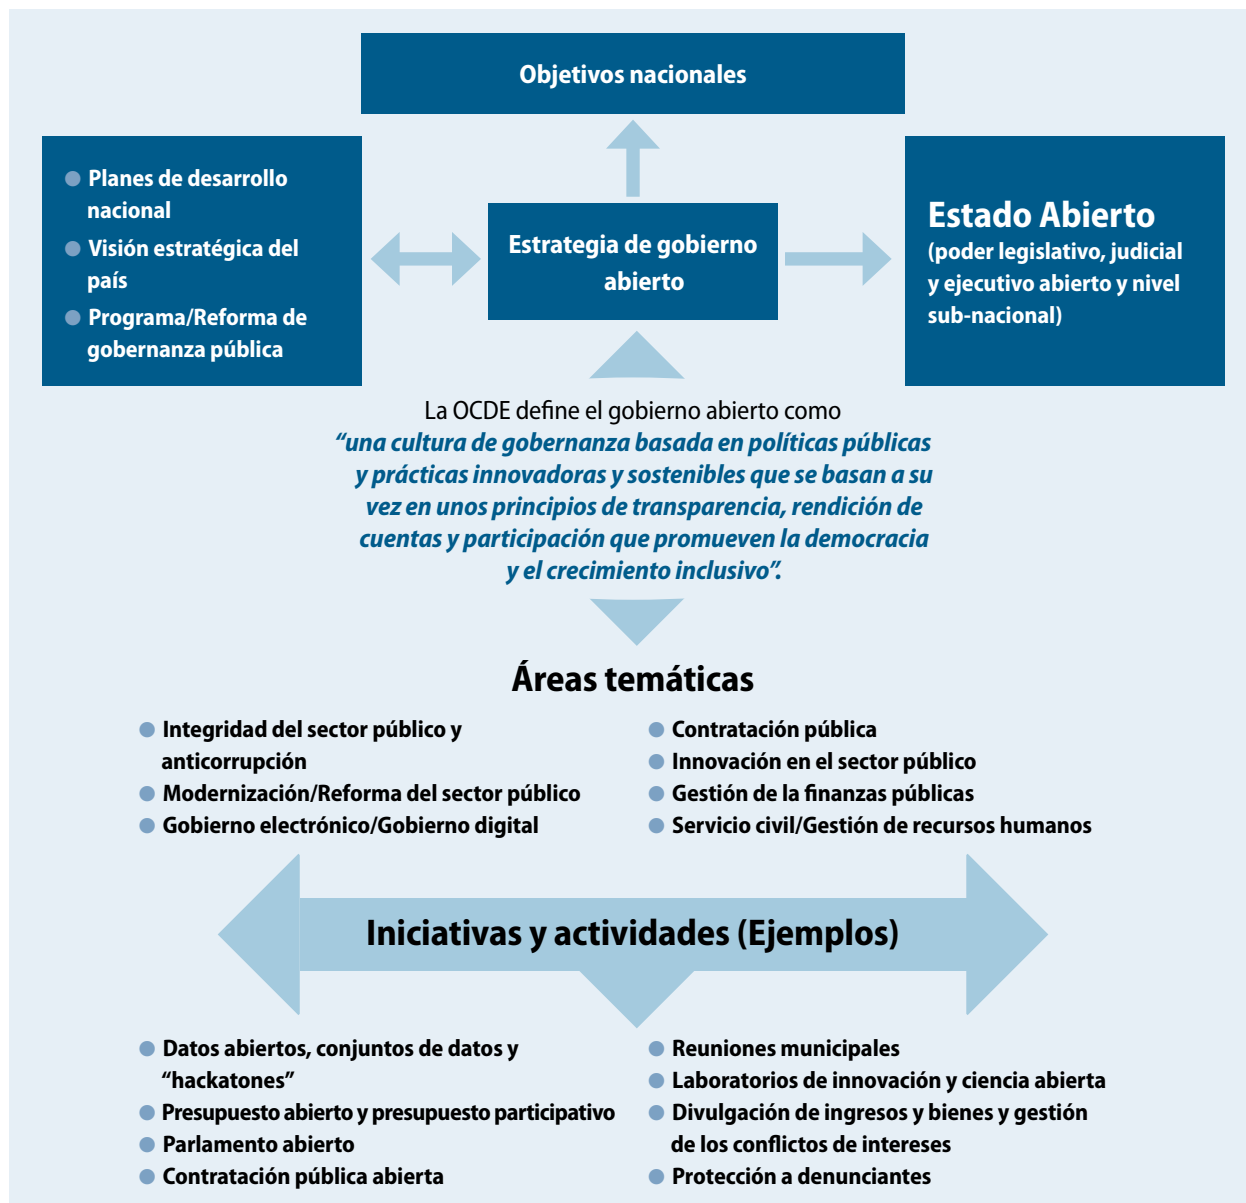 Objetivos nacionales
Planes de desarrollo
nacional
Visión estratégica del
país
Programa/Reforma de
gobernanza pública
Estrategia de gobierno
abierto
Estado Abierto
(poder legislativo, judicial
y ejecutivo abierto y nivel
sub-nacional)
La OCDE define el gobierno abierto como
“una cultura de gobernanza basada en políticas públicas
y prácticas innovadoras y sostenibles que se basan a su
vez en unos principios de transparencia, rendición de
cuentas y participación que promueven la democracia
y el crecimiento inclusivo”.
Áreas temáticas
Integridad del sector público y
anticorrupción
Modernización/Reforma del sector público
Gobierno electrónico/Gobierno digital
Contratación pública
Innovación en el sector público
Gestión de la finanzas públicas
Servicio civil/Gestión de recursos humanos
Iniciativas y actividades (Ejemplos)
Datos abiertos, conjuntos de datos y
“hackatones”
Presupuesto abierto y presupuesto participativo
Parlamento abierto
Contratación pública abierta
Reuniones municipales
Laboratorios de innovación y ciencia abierta
Divulgación de ingresos y bienes y gestión
de los conflictos de intereses
Protección a denunciantes